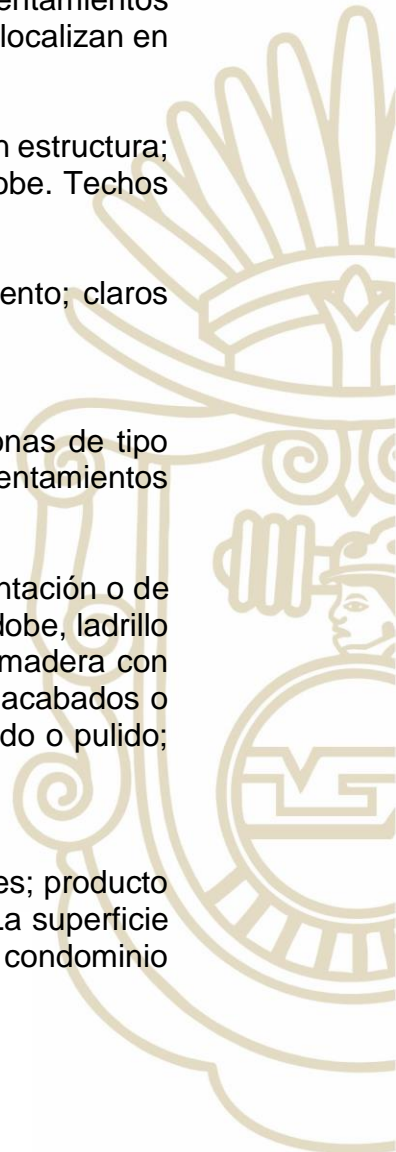 entamientos
localizan en
n estructura;
obe. Techos
ento; claros
onas de tipo
entamientos
ntación o de
dobe, ladrillo
madera con
acabados o
do o pulido;
es; producto
La superficie
condominio